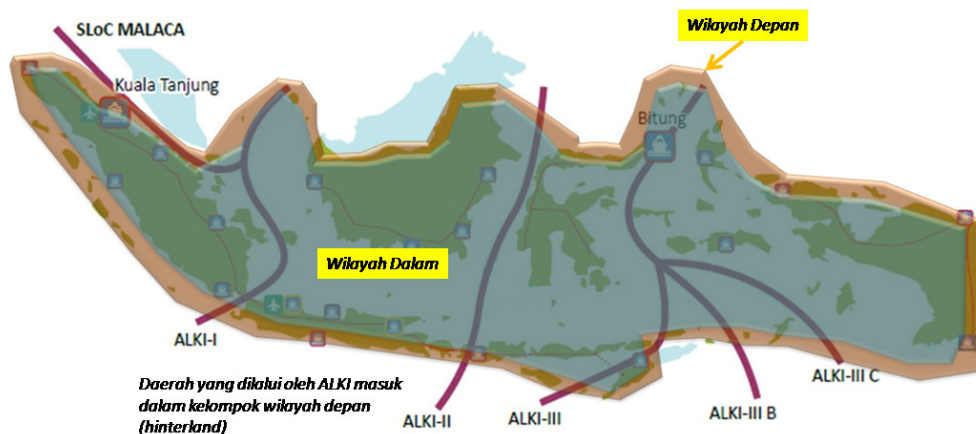 SLoC MALACA
Wilayah Depan
Kuala Tanjung
Bitung
Wilayah Dalam
ALKI-I
ALKI-II
ALKI-III
ALKI-III B
ALKI-III C
Daerah yang dilalui oleh ALKI masuk
dalam kelompok wilayah depan
(hinterland)